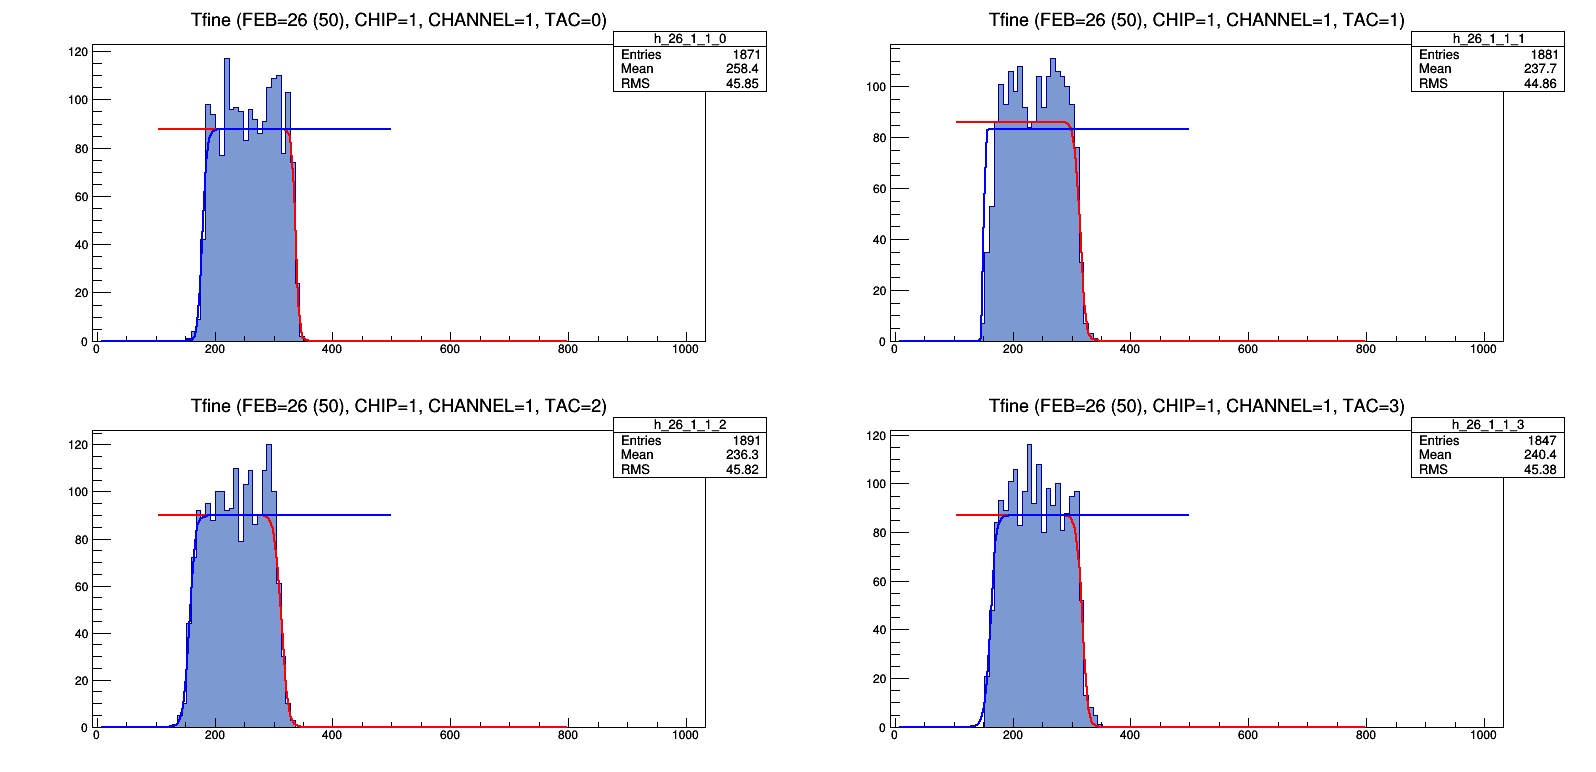 Tfine (FEB=26 (50), CHIP=1, CHANNEL=1, TAC=0)
h_26_1_1_0
Entries 1871
Mean 258.4
RMS 45.85
120
100
80
60
40
20
0
0 200 400 600 800 1000
Tfine (FEB=26 (50), CHIP=1, CHANNEL=1, TAC=1)
h_26_1_1_1
Entries 1881
Mean 237.7
RMS 44.86
100
80
60
40
20
0
0 200 400 600 800 1000
Tfine (FEB=26 (50), CHIP=1, CHANNEL=1, TAC=2)
h_26_1_1_2
Entries 1891
Mean 236.3
RMS 45.82
120
100
80
60
40
20
0
0 200 400 600 800 1000
Tfine (FEB=26 (50), CHIP=1, CHANNEL=1, TAC=3)
h_26_1_1_3
Entries 1847
Mean 240.4
RMS 45.38
120
100
80
60
40
20
0
0 200 400 600 800 1000